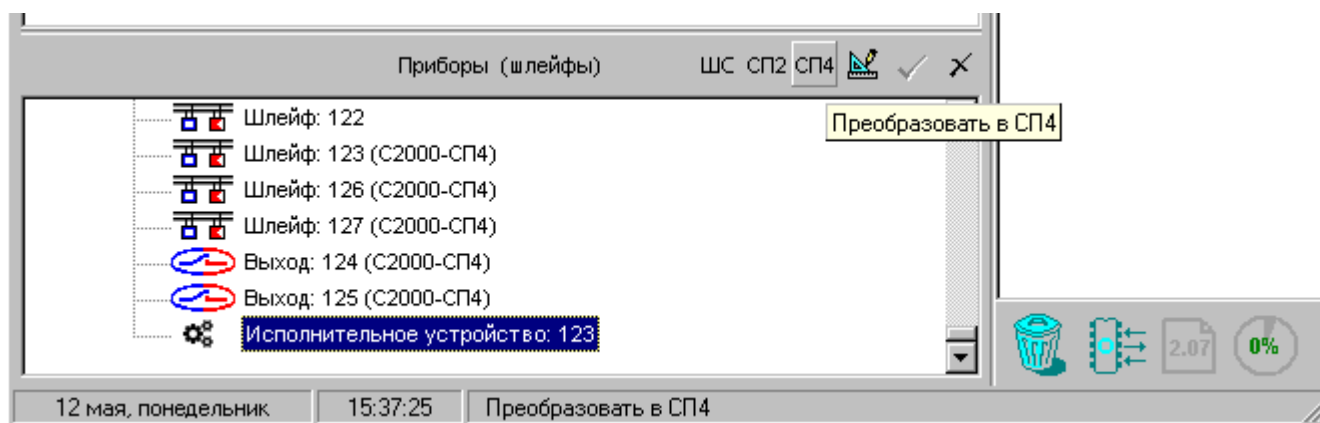 Приборы (шлейфы) ШС СП2 СП4
Шлейф: 122
Преобразовать в СП4
Шлейф: 123 (С2000-СП4)
Шлейф: 126 (С2000-СП4)
Шлейф: 127 (С2000-СП4)
Выход: 124 (С2000-СП4)
Выход: 125 (С2000-СП4)
Исполнительное устройство: 123
2.07 0%
12 мая, понедельник 15:37:25 Преобразовать в СП4